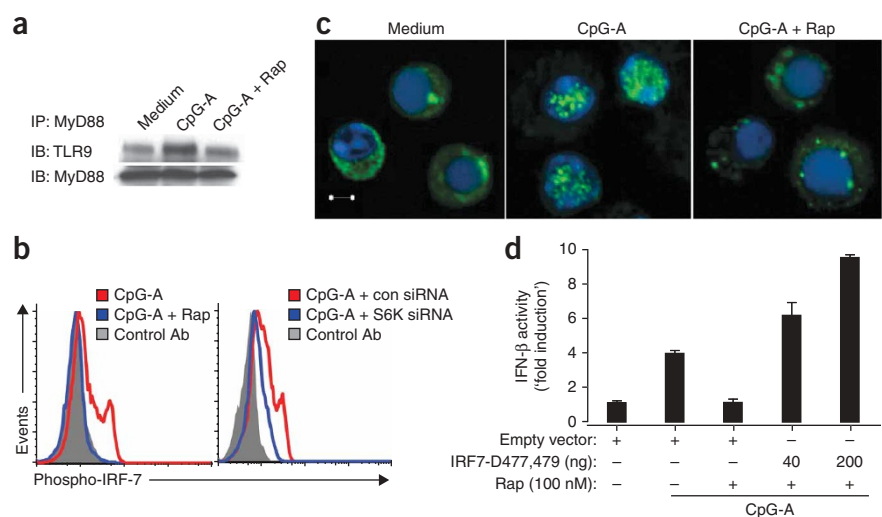 a
Medium
CpG-A
CpG-A + Rap
IP: MyD88
IB: TLR9
IB: MyD88
b
CpG-A
CpG-A + Rap
Control Ab
CpG-A + con siRNA
CpG-A + S6K siRNA
Control Ab
Events
Phospho-IRF-7
c
Medium
CpG-A
CpG-A + Rap
d
IFN-β activity
(‘fold induction’)
10
8
6
4
2
0
Empty vector: + + + – –
IRF7-D477,479 (ng): – – – 40 200
Rap (100 nM): – – + + +
CpG-A